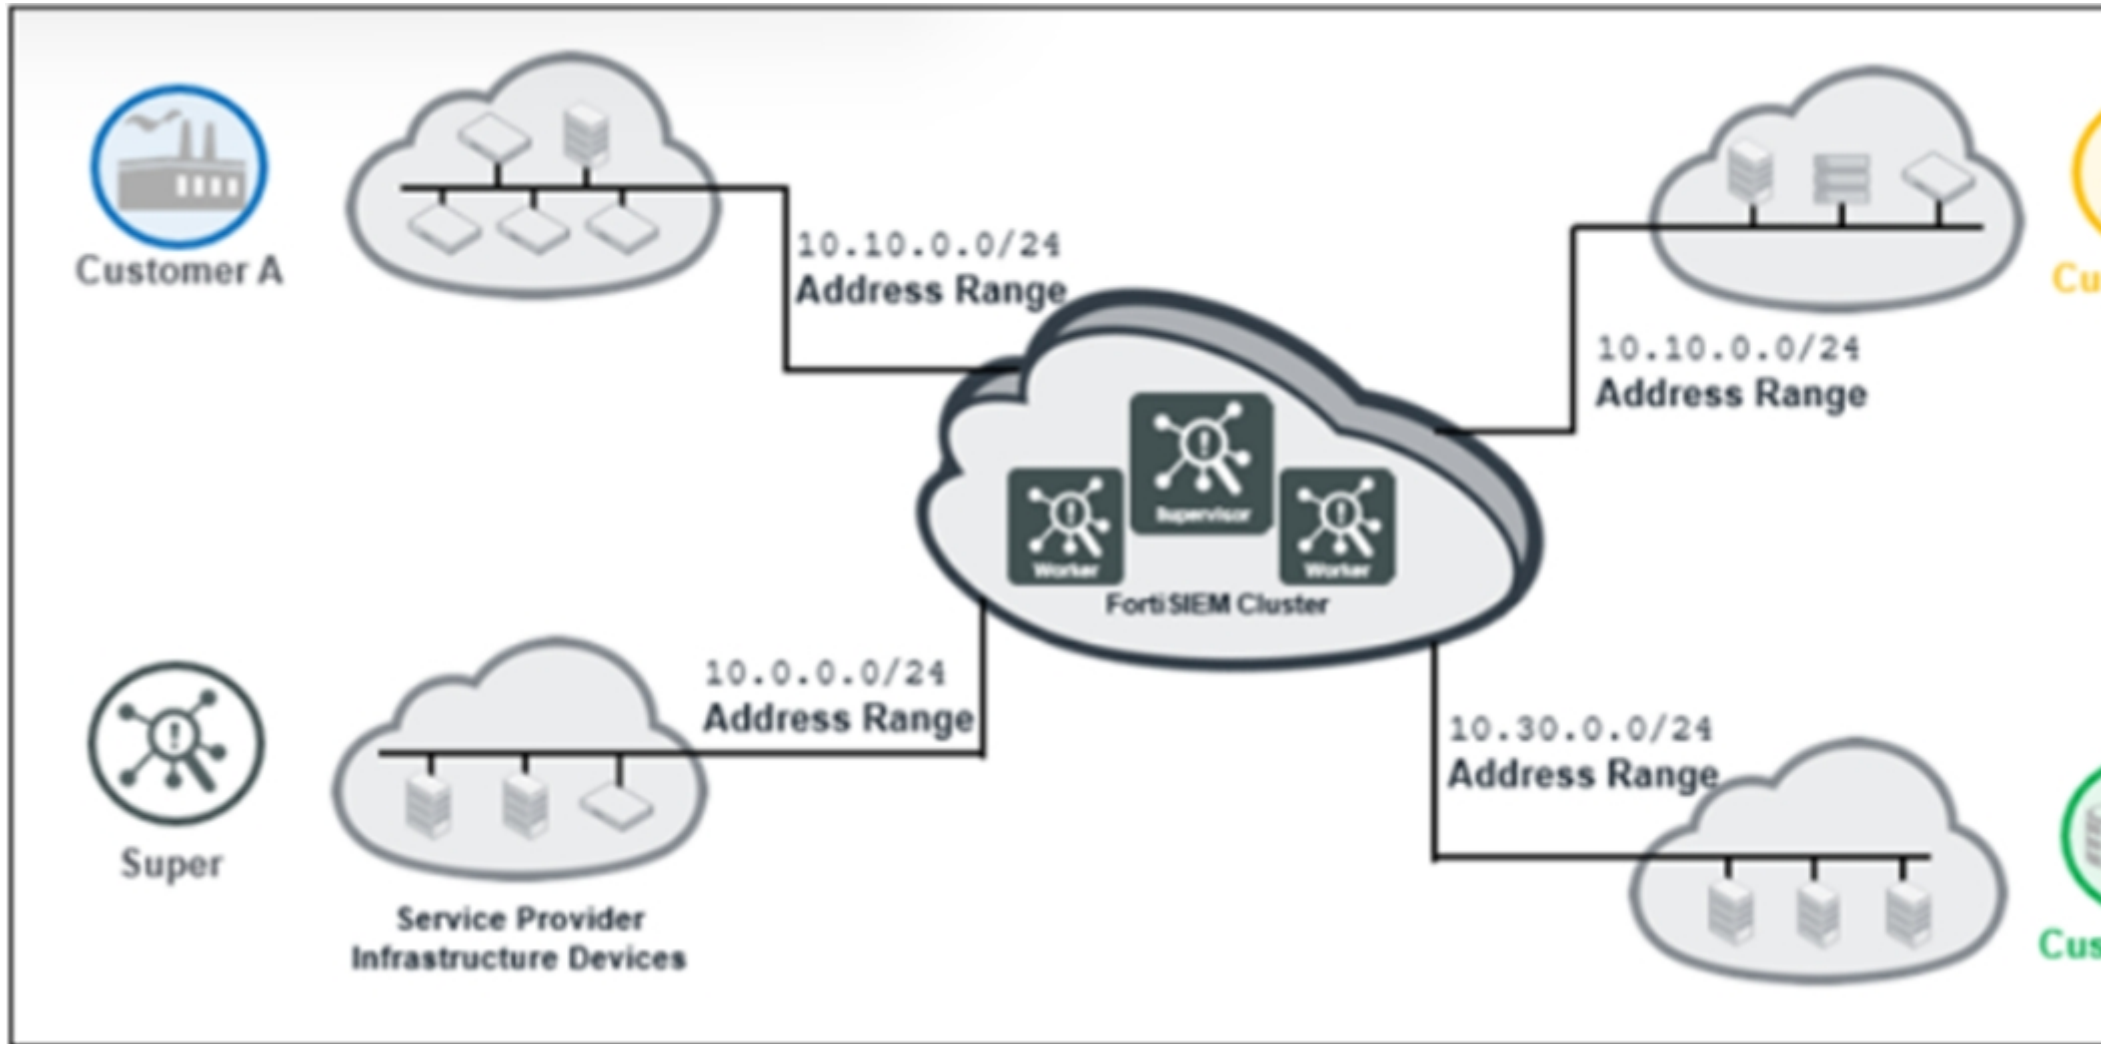 Customer A
10.10.0.0/24
Address Range
10.10.0.0/24
Address Range
Cu
Supervisor
Worker
Worker
FortiSIEM Cluster
10.0.0.0/24
Address Range
Super
Service Provider
Infrastructure Devices
10.30.0.0/24
Address Range
Cus